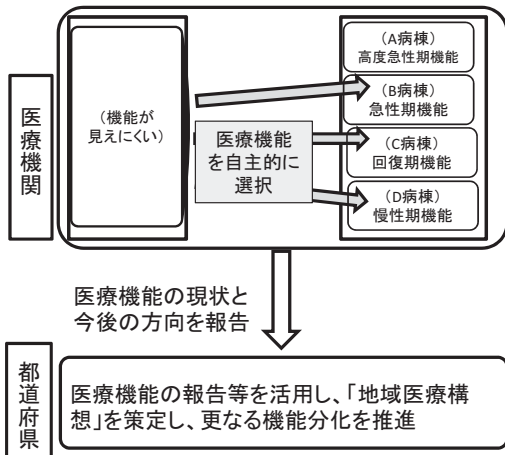 医療機関
(機能が
見えにくい)
医療機能
を自主的に
選択
(A病棟)
高度急性期機能
(B病棟)
急性期機能
(C病棟)
回復期機能
(D病棟)
慢性期機能
医療機能の現状と
今後の方向を報告
都道府県
医療機能の報告等を活用し、「地域医療構
想」を策定し、更なる機能分化を推進